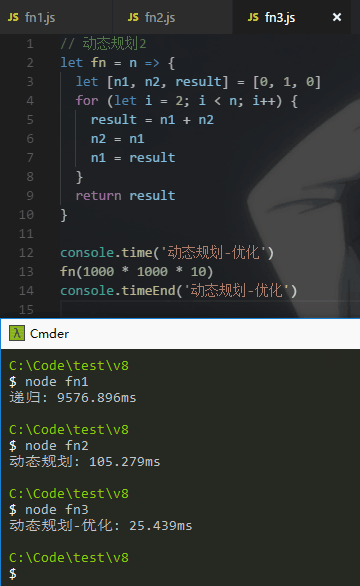 JS fn1.js JS fn2.js JS fn3.js ×
1 // 动态规划2
2 let fn = n => {
3 let [n1, n2, result] = [0, 1, 0]
4 for (let i = 2; i < n; i++) {
5 result = n1 + n2
6 n2 = n1
7 n1 = result
8 }
9 return result
10 }
11
12 console.time('动态规划-优化')
13 fn(1000 * 1000 * 10)
14 console.timeEnd('动态规划-优化')
15
λ Cmder
C:\Code\test\v8
$ node fn1
递归: 9576.896ms
C:\Code\test\v8
$ node fn2
动态规划: 105.279ms
C:\Code\test\v8
$ node fn3
动态规划-优化: 25.439ms
C:\Code\test\v8
$